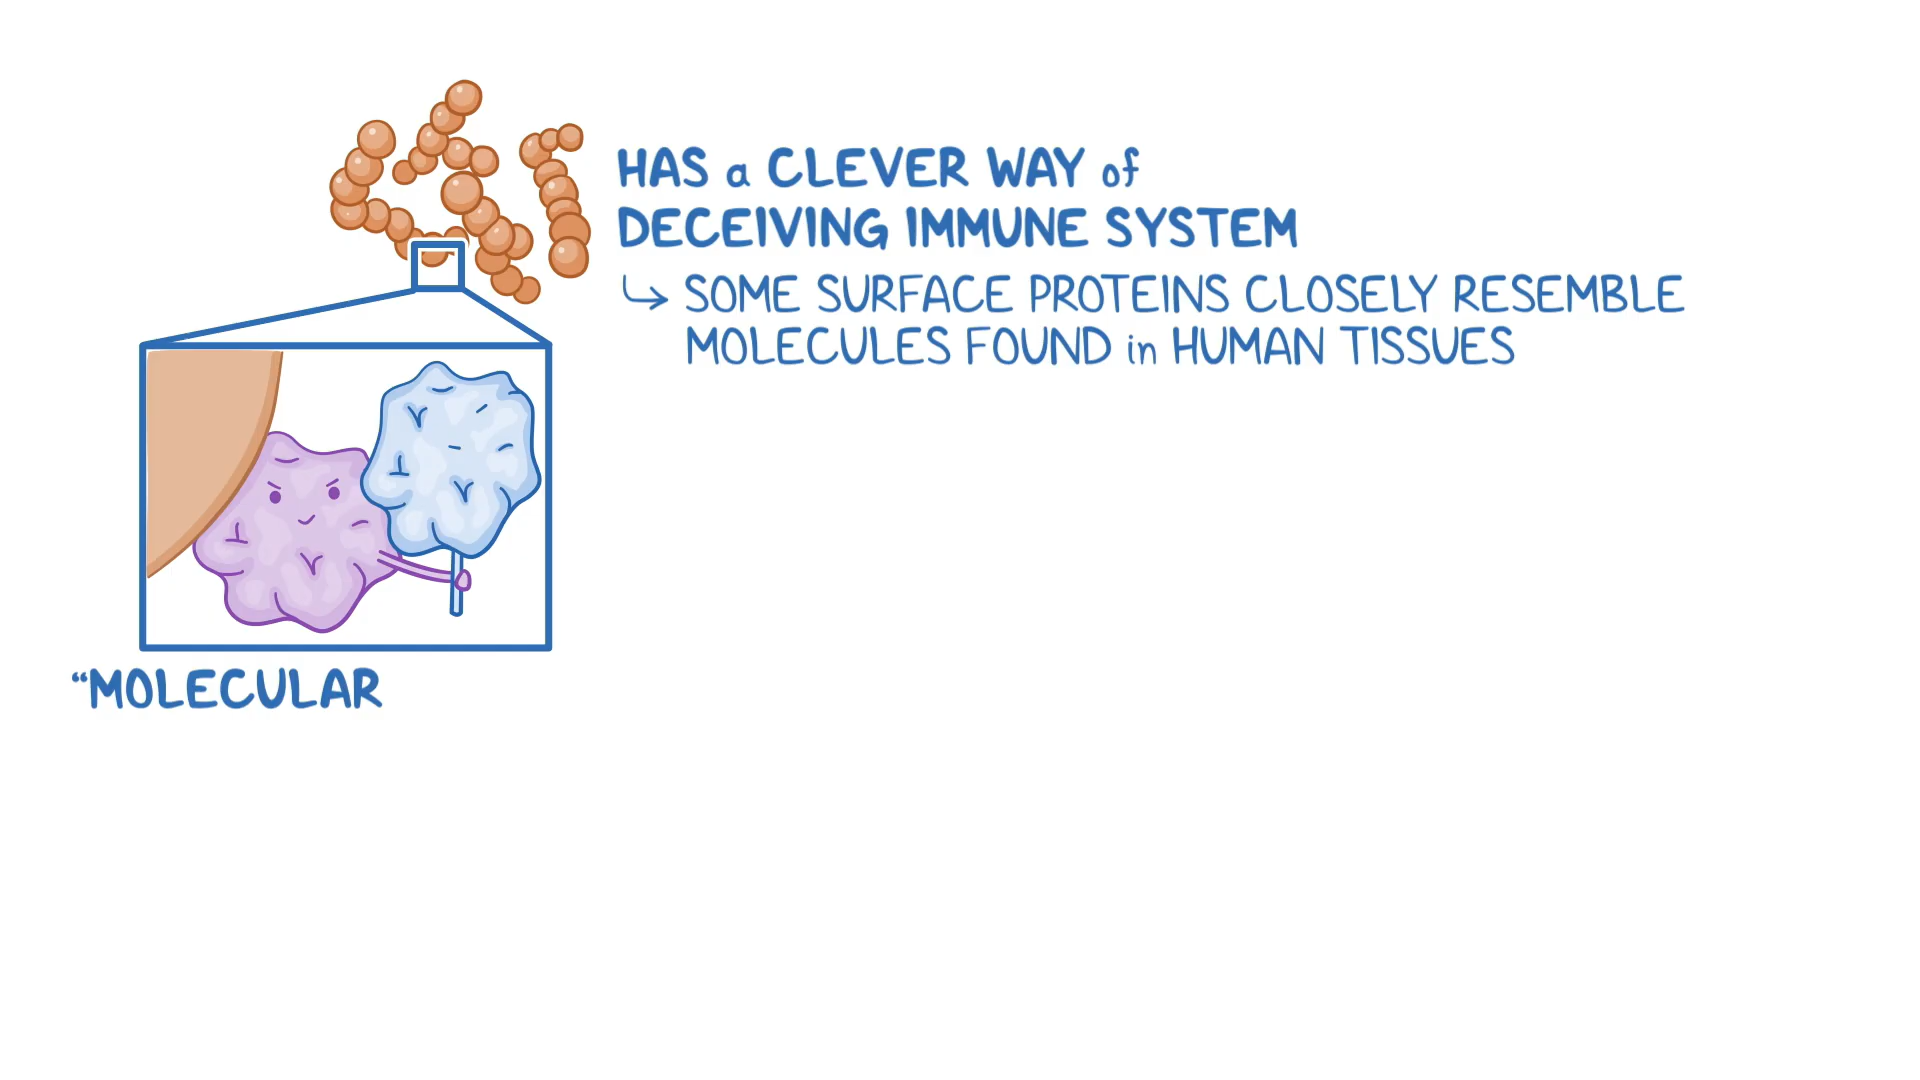 HAS a CLEVER WAY of
DECEIVING IMMUNE SYSTEM
SOME SURFACE PROTEINS CLOSELY RESEMBLE
MOLECULES FOUND in HUMAN TISSUES
“MOLECULAR